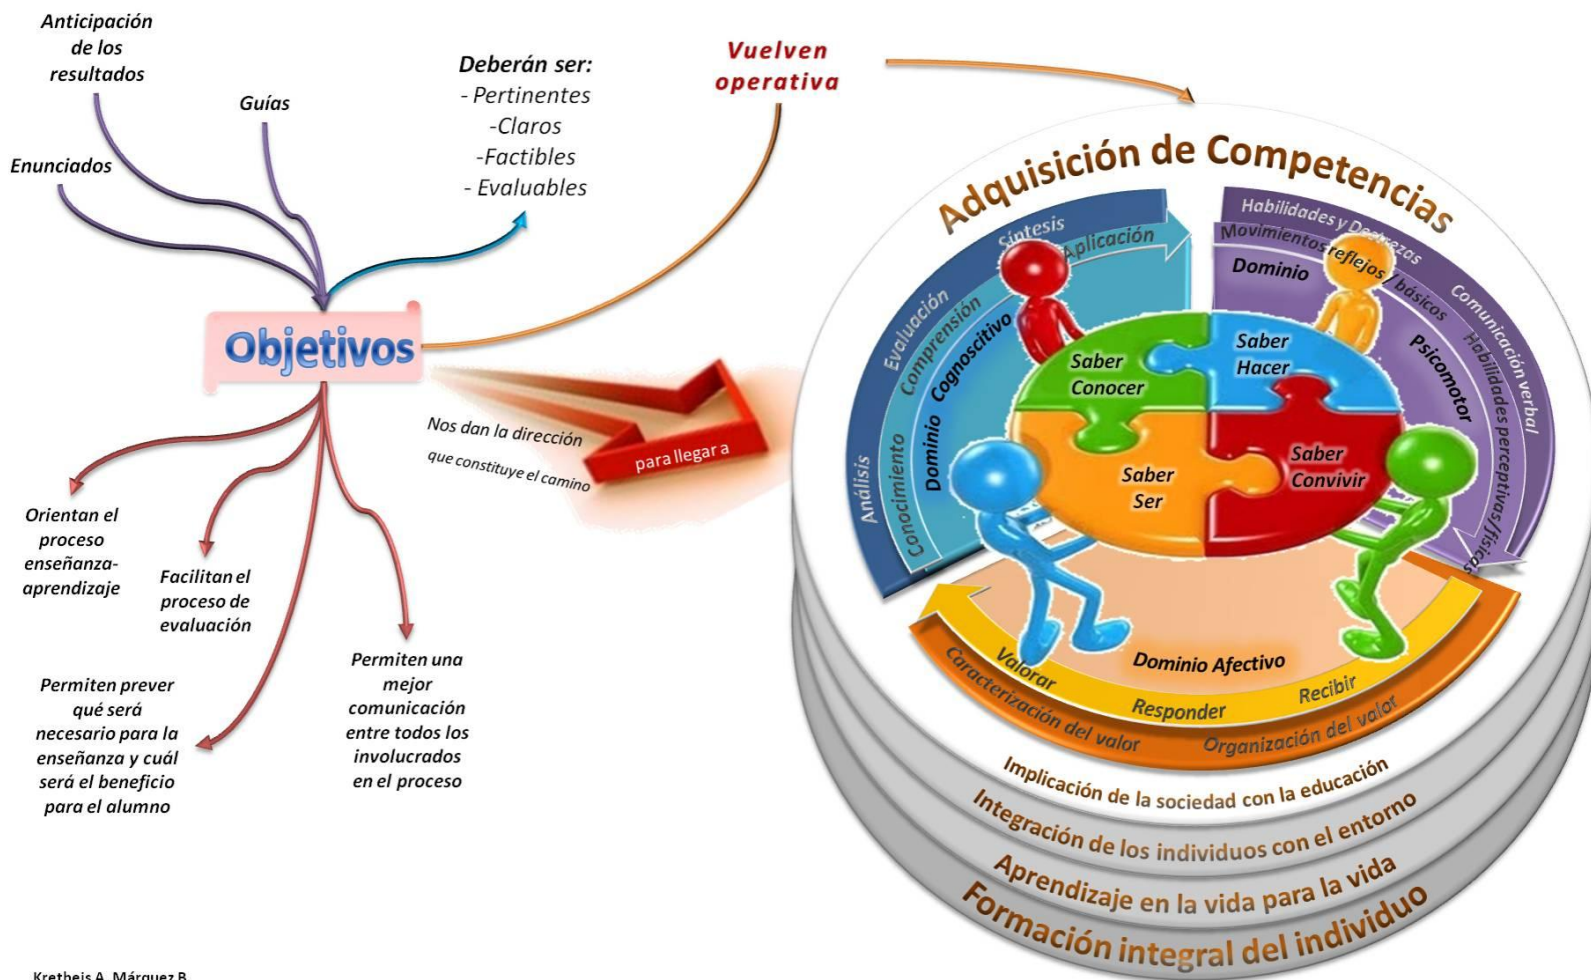 Anticipación
de los
resultados
Guías
Enunciados
Deberán ser:
- Pertinentes
-Claros
-Factibles
- Evaluables
Vuelven
operativa
Objetivos
Nos dan la dirección
que constituye el camino
para llegar a
Orientan el
proceso
enseñanza-
aprendizaje
Facilitan el
proceso de
evaluación
Permiten prever
qué será
necesario para la
enseñanza y cuál
será el beneficio
para el alumno
Permiten una
mejor
comunicación
entre todos los
involucrados
en el proceso
Adquisición de Competencias
Análisis
Evaluación
Síntesis
Conocimiento
Comprensión
Aplicación
Dominio Cognoscitivo
Habilidades y Destrezas
Comunicación verbal
Movimientos reflejos / básicos
Habilidades perceptivas/físicas
Dominio
Psicomotor
Saber
Conocer
Saber
Hacer
Saber
Ser
Saber
Convivir
Dominio Afectivo
Valorar
Responder
Recibir
Caracterización del valor
Organización del valor
Implicación de la sociedad con la educación
Integración de los individuos con el entorno
Aprendizaje en la vida para la vida
Formación integral del individuo
Kretheis A. Márquez B.